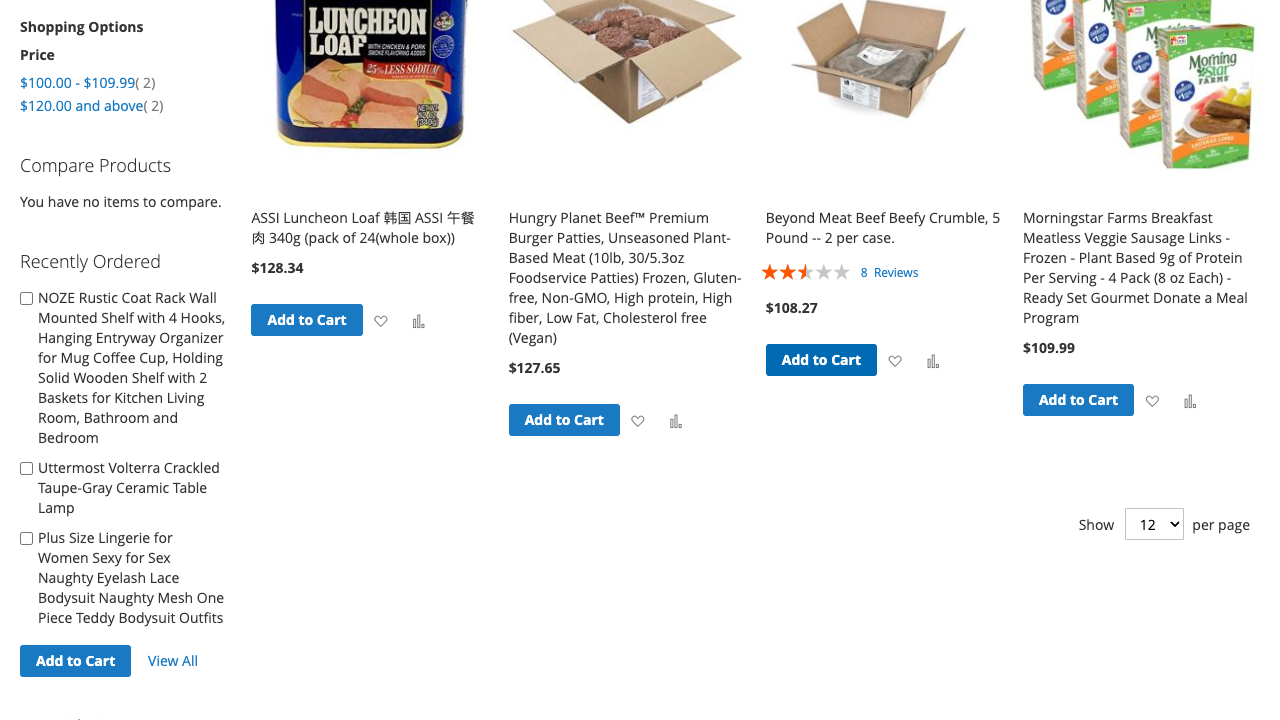 Shopping Options
Price
$100.00 - $109.99( 2)
$120.00 and above( 2)
Compare Products
You have no items to compare.
Recently Ordered
NOZE Rustic Coat Rack Wall
Mounted Shelf with 4 Hooks,
Hanging Entryway Organizer
for Mug Coffee Cup, Holding
Solid Wooden Shelf with 2
Baskets for Kitchen Living
Room, Bathroom and
Bedroom
Uttermost Volterra Crackled
Taupe-Gray Ceramic Table
Lamp
Plus Size Lingerie for
Women Sexy for Sex
Naughty Eyelash Lace
Bodysuit Naughty Mesh One
Piece Teddy Bodysuit Outfits
Add to Cart
View All
LUNCHEON
LOAF
WITH CHICKEN & PORK
SMOKE FLAVORING ADDED
25% LESS SODIUM
ASSI Luncheon Loaf 韩国 ASSI 午餐
肉 340g (pack of 24(whole box))
$128.34
Add to Cart
Hungry Planet Beef™ Premium
Burger Patties, Unseasoned Plant-
Based Meat (10lb, 30/5.3oz
Foodservice Patties) Frozen, Gluten-
free, Non-GMO, High protein, High
fiber, Low Fat, Cholesterol free
(Vegan)
$127.65
Add to Cart
Beyond Meat Beef Beefy Crumble, 5
Pound -- 2 per case.
8 Reviews
$108.27
Add to Cart
Morning
Star
FARMS
Morningstar Farms Breakfast
Meatless Veggie Sausage Links -
Frozen - Plant Based 9g of Protein
Per Serving - 4 Pack (8 oz Each) -
Ready Set Gourmet Donate a Meal
Program
$109.99
Add to Cart
Show 12 per page